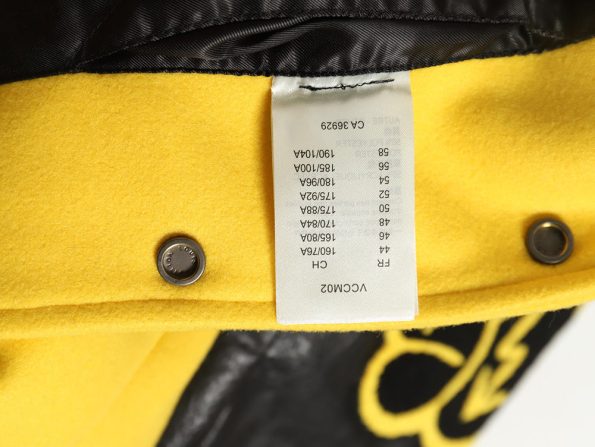 VCCM02
FR CH
44 160/76A
46 165/80A
48 170/84A
50 175/88A
52 175/92A
54 180/96A
56 185/100A
58 190/104A
CA 36929